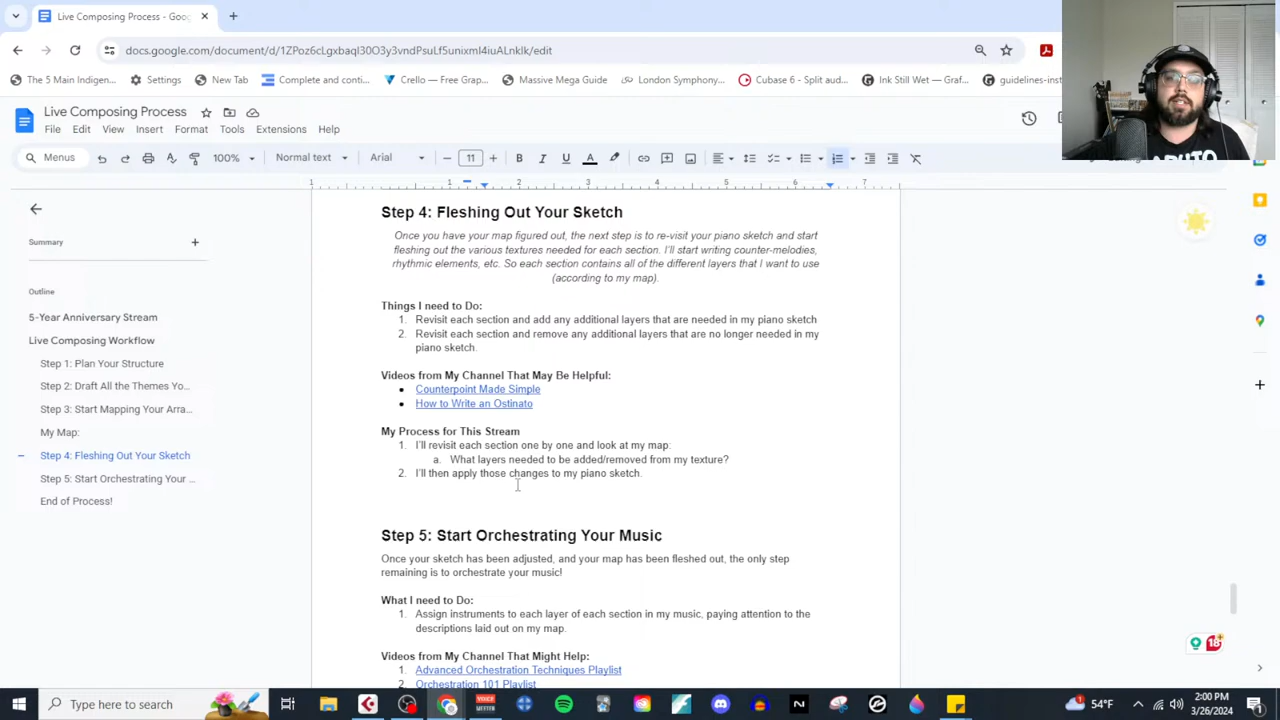 Live Composing Process - Goo
docs.google.com/document/d/1ZPoz6cLgxbaql30O3y3vndPsuLf5unixmI4iuALnkIk/edit
The 5 Main Indigen...
Settings
New Tab
Complete and conti...
Crello — Free Grap...
Massive Mega Guide
London Symphony...
Cubase 6 - Split aud...
Ink Still Wet — Graf...
guidelines-inst
Live Composing Process
File Edit View Insert Format Tools Extensions Help
Menus 100% Normal text Arial 11
1 1 2 3 4 5 6 7
Summary
Outline
5-Year Anniversary Stream
Live Composing Workflow
Step 1: Plan Your Structure
Step 2: Draft All the Themes Yo...
Step 3: Start Mapping Your Arra...
My Map:
Step 4: Fleshing Out Your Sketch
Step 5: Start Orchestrating Your ...
End of Process!
Step 4: Fleshing Out Your Sketch
Once you have your map figured out, the next step is to re-visit your piano sketch and start
fleshing out the various textures needed for each section. I'll start writing counter-melodies,
rhythmic elements, etc. So each section contains all of the different layers that I want to use
(according to my map).
Things I need to Do:
1. Revisit each section and add any additional layers that are needed in my piano sketch
2. Revisit each section and remove any additional layers that are no longer needed in my
piano sketch.
Videos from My Channel That May Be Helpful:
● Counterpoint Made Simple
● How to Write an Ostinato
My Process for This Stream
1. I'll revisit each section one by one and look at my map:
a. What layers needed to be added/removed from my texture?
2. I'll then apply those changes to my piano sketch.
Step 5: Start Orchestrating Your Music
Once your sketch has been adjusted, and your map has been fleshed out, the only step
remaining is to orchestrate your music!
What I need to Do:
1. Assign instruments to each layer of each section in my music, paying attention to the
descriptions laid out on my map.
Videos from My Channel That Might Help:
1. Advanced Orchestration Techniques Playlist
2. Orchestration 101 Playlist
18
Type here to search
54°F
2:00 PM
3/26/2024